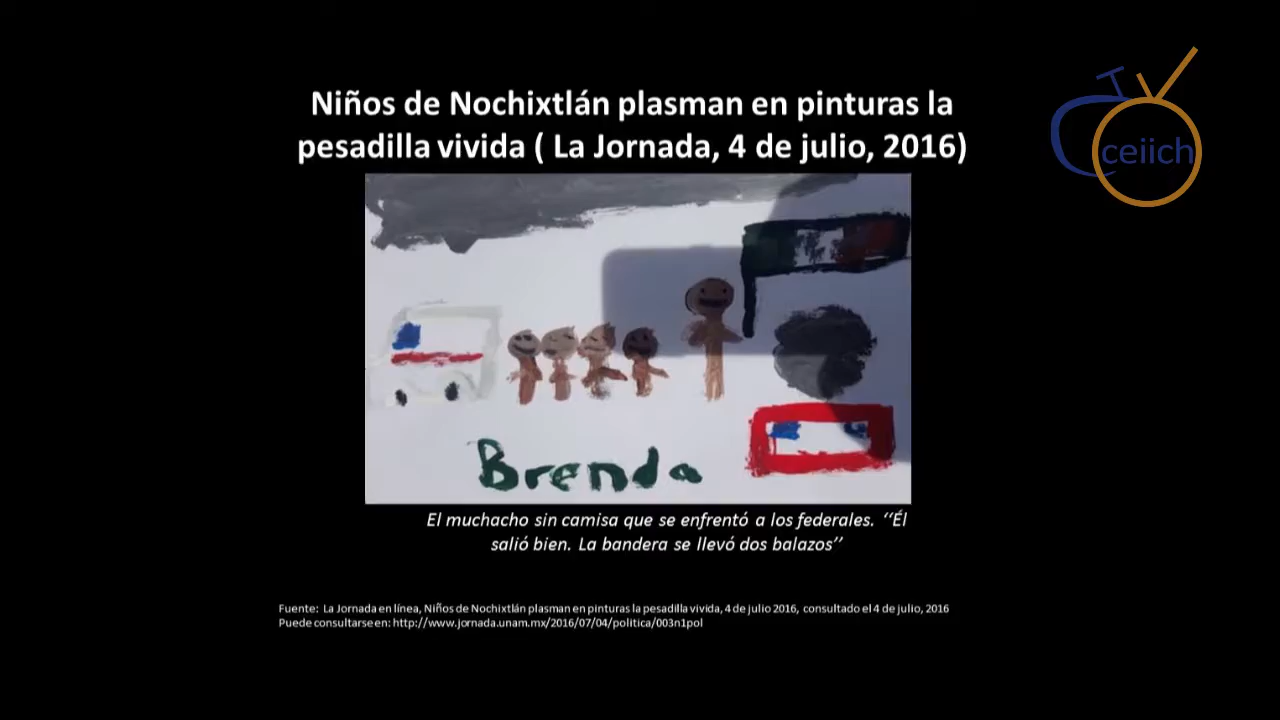 Niños de Nochixtlán plasman en pinturas la
pesadilla vivida ( La Jornada, 4 de julio, 2016)
TV
ceiich
Brenda
El muchacho sin camisa que se enfrentó a los federales. ‘‘Él
salió bien. La bandera se llevó dos balazos’’
Fuente: La Jornada en línea, Niños de Nochixtlán plasman en pinturas la pesadilla vivida, 4 de julio 2016, consultado el 4 de julio, 2016
Puede consultarse en: http://www.jornada.unam.mx/2016/07/04/politica/003n1pol